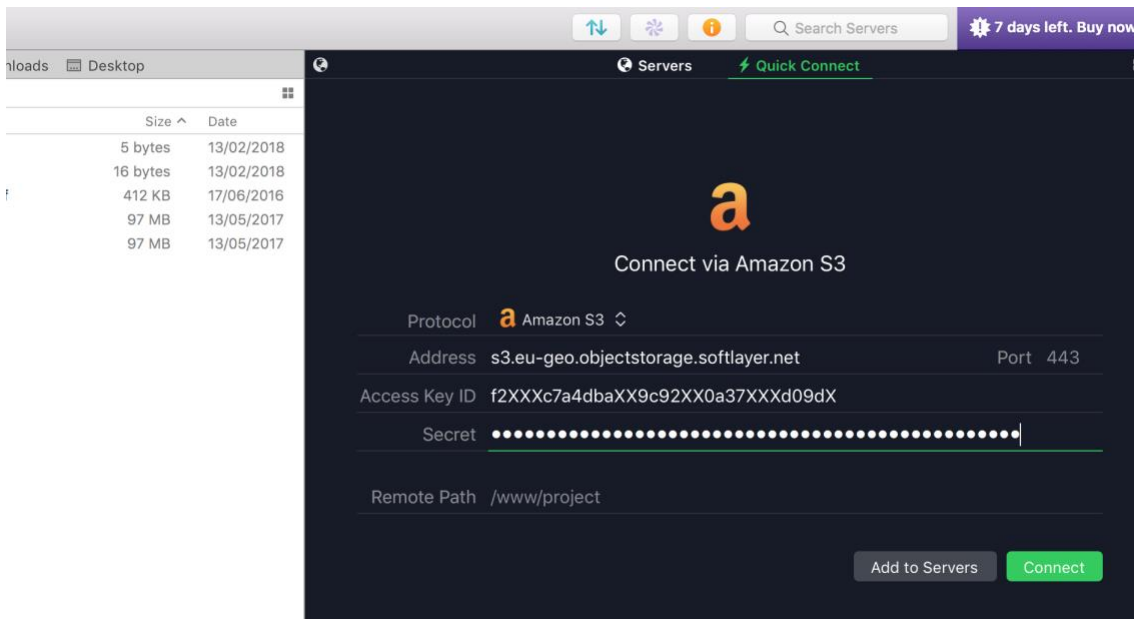 Search Servers
7 days left. Buy now
Desktop
Servers
Quick Connect
Size Date
5 bytes 13/02/2018
16 bytes 13/02/2018
412 KB 17/06/2016
97 MB 13/05/2017
97 MB 13/05/2017
a
Connect via Amazon S3
Protocol a Amazon S3
Address s3.eu-geo.objectstorage.softlayer.net Port 443
Access Key ID f2XXXc7a4dbaXX9c92XX0a37XXXd09dX
Secret ••••••••••••••••••••••••••••••••••••••••••••••••
Remote Path /www/project
Add to Servers
Connect